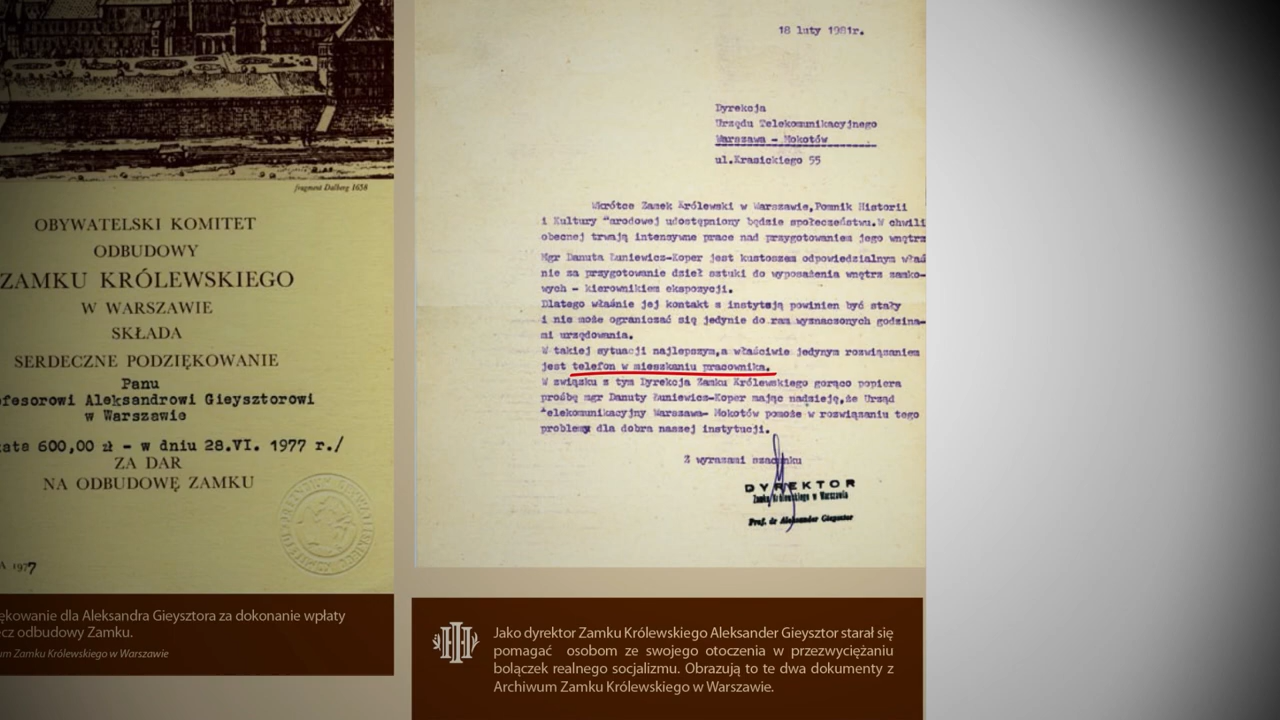 fragment Dalberg 1658
OBYWATELSKI KOMITET
ODBUDOWY
ZAMKU KRÓLEWSKIEGO
W WARSZAWIE
SKŁADA
SERDECZNE PODZIĘKOWANIE
Panu
ofesorowi Aleksandrowi Gieysztorowi
w Warszawie
łata 600,00 zł - w dniu 28.VI. 1977 r./
ZA DAR
NA ODBUDOWĘ ZAMKU
A 1977
ękowanie dla Aleksandra Gieysztora za dokonanie wpłaty
ecz odbudowy Zamku.
um Zamku Królewskiego w Warszawie
18 luty 1981r.
Dyrekcja
Urzędu Telekomunikacyjnego
Warszawa - Mokotów
ul.Krasickiego 55
Wkrótce Zamek Królewski w Warszawie,Pomnik Historii
i Kultury "arodowej udostępniony będzie społeczeństwu.W chwili
obecnej trwają intensywne prace nad przygotowaniem jego wnętrz
Mgr Danuta Łuniewicz-Koper jest kustoszem odpowiedzialnym właś
nie za przygotowanie dzieł sztuki do wyposażenia wnętrz zamko-
wych - kierownikiem ekspozycji.
Dlatego właśnie jej kontakt z instytują powinien być stały
i nie może ograniczać się jedynie do ram wyznaczonych godzina-
mi urzędowania.
W takiej sytuacji najlepszym,a właściwie jedynym rozwiązaniem
jest telefon w mieszkaniu pracownika.
W związku z tym Dyrekcja Zamku Królewskiego gorąco popiera
prośbę mgr Danuty Łuniewicz-Koper mając nadzieję,że Urząd
"elekomunikacyjny Warszawa- Mokotów pomoże w rozwiązaniu tego
problemu dla dobra naszej instytucji.
Z wyrazami szacunku
DYREKTOR
Zamku Królewskiego w Warszawie
Prof. dr Aleksander Gieysztor
Jako dyrektor Zamku Królewskiego Aleksander Gieysztor starał się
pomagać osobom ze swojego otoczenia w przezwyciężaniu
bolączek realnego socjalizmu. Obrazują to te dwa dokumenty z
Archiwum Zamku Królewskiego w Warszawie.